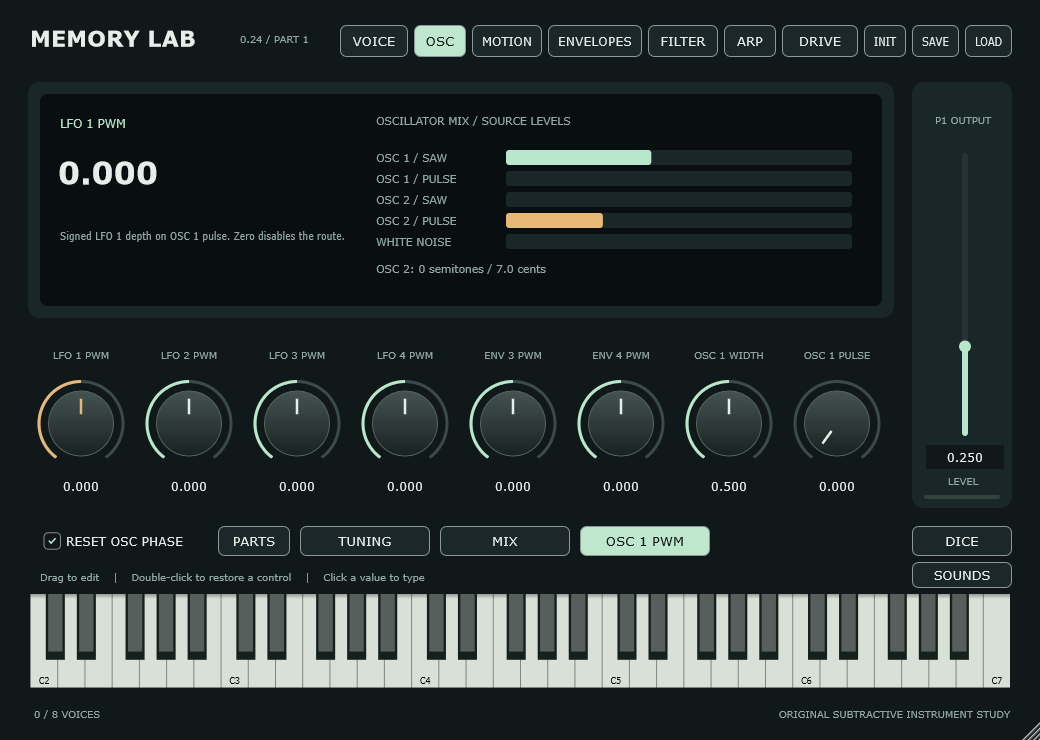 MEMORY LAB 0.24 / PART 1 VOICE OSC MOTION ENVELOPES FILTER ARP DRIVE INIT SAVE LOAD
LFO 1 PWM
0.000
Signed LFO 1 depth on OSC 1 pulse. Zero disables the route.
OSCILLATOR MIX / SOURCE LEVELS
OSC 1 / SAW
OSC 1 / PULSE
OSC 2 / SAW
OSC 2 / PULSE
WHITE NOISE
OSC 2: 0 semitones / 7.0 cents
P1 OUTPUT
0.250
LEVEL
LFO 1 PWM LFO 2 PWM LFO 3 PWM LFO 4 PWM ENV 3 PWM ENV 4 PWM OSC 1 WIDTH OSC 1 PULSE
0.000 0.000 0.000 0.000 0.000 0.000 0.500 0.000
RESET OSC PHASE PARTS TUNING MIX OSC 1 PWM DICE
Drag to edit | Double-click to restore a control | Click a value to type SOUNDS
C2 C3 C4 C5 C6 C7
0 / 8 VOICES ORIGINAL SUBTRACTIVE INSTRUMENT STUDY